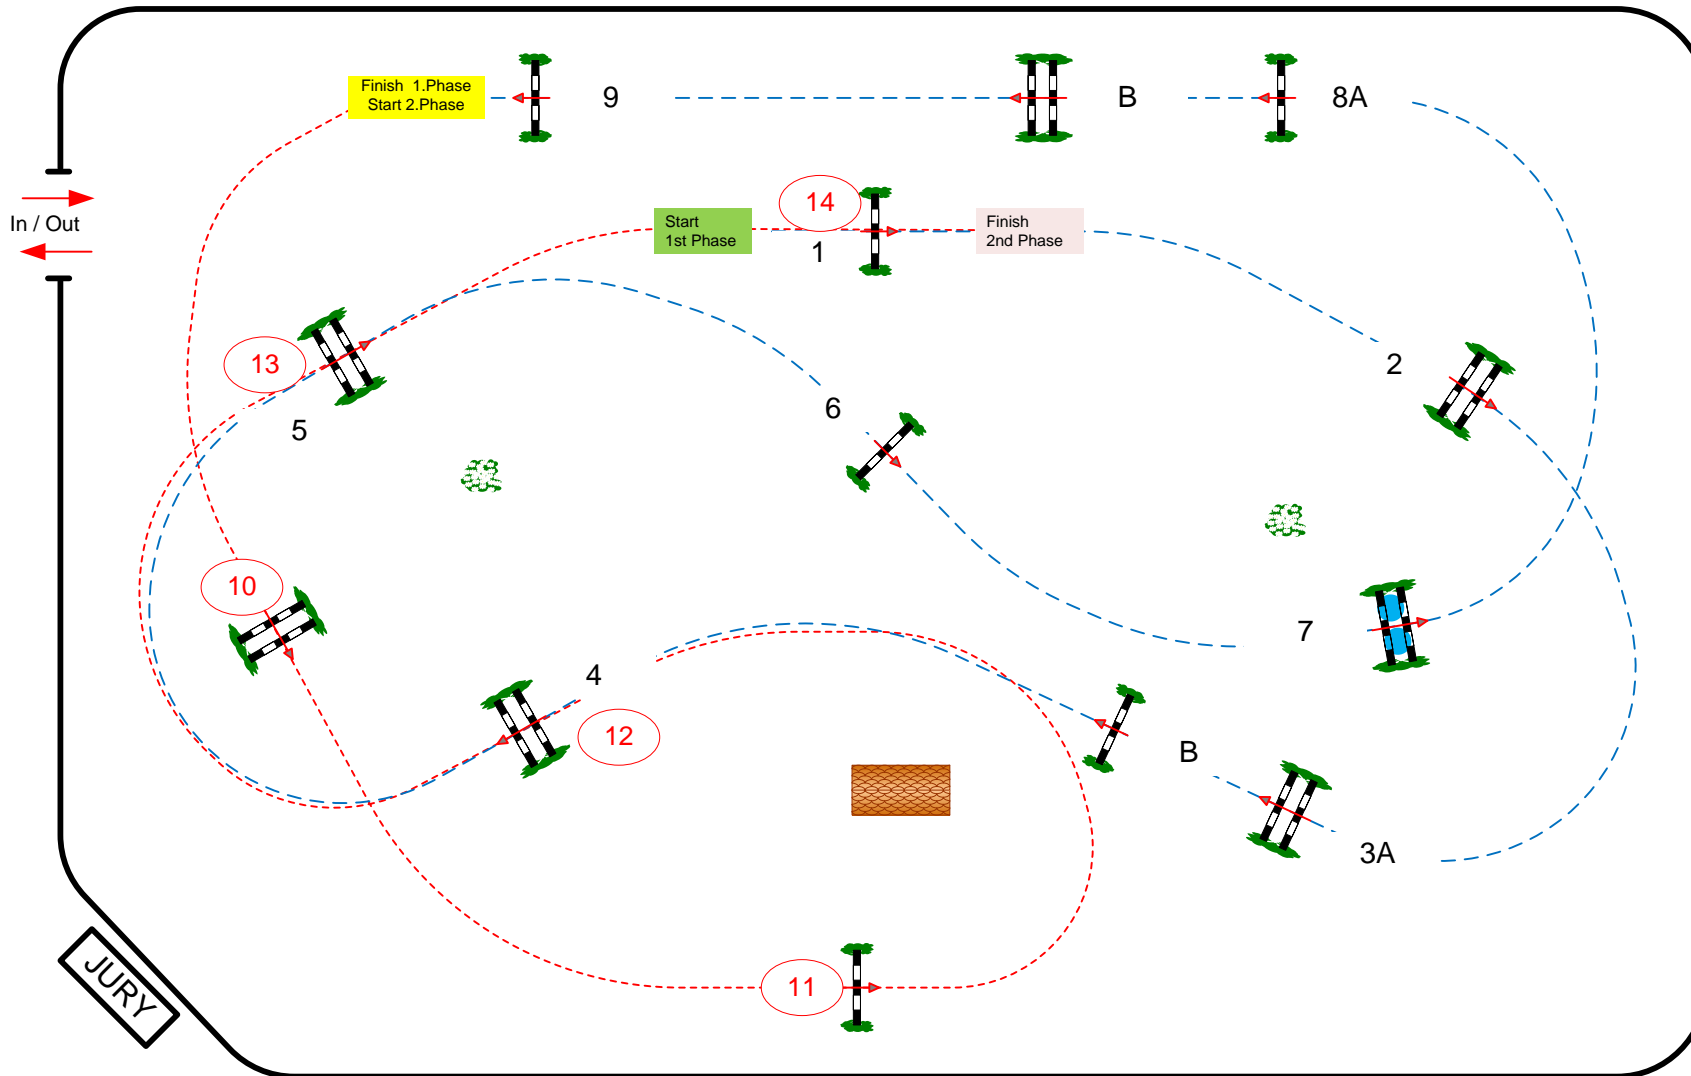 Finish 1.Phase
Start 2.Phase
9
B
8A
In / Out
14
Start
1st Phase
Finish
2nd Phase
1
13
5
2
6
10
7
4
12
B
3A
11
JURY